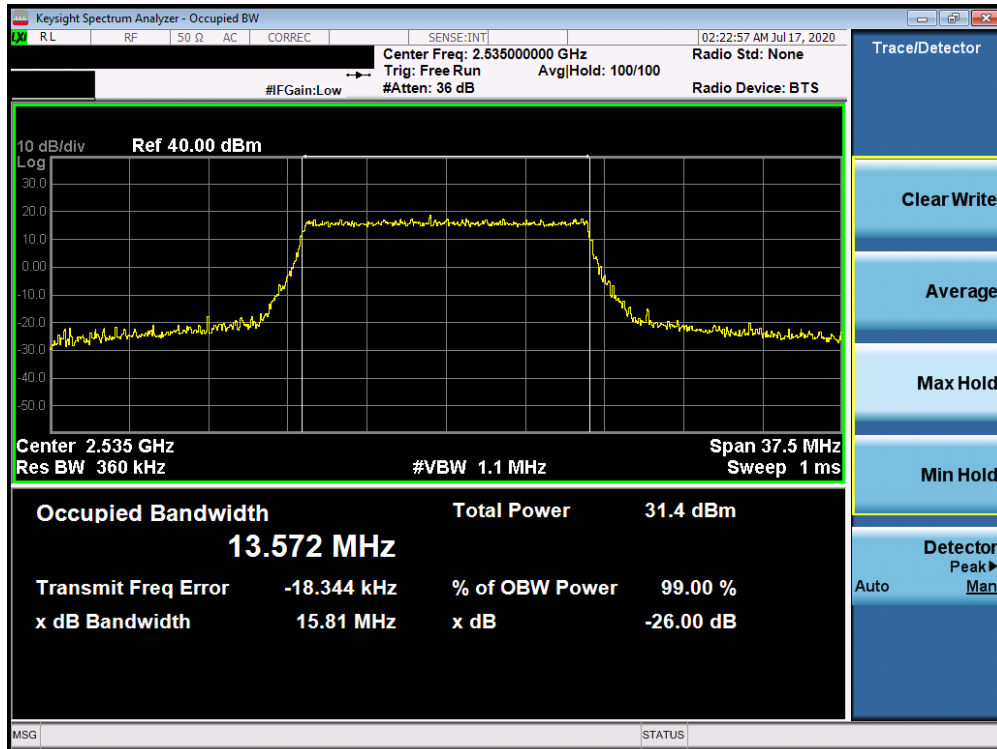 Keysight Spectrum Analyzer - Occupied BW
LXI RL RF 50 Ω AC CORREC SENSE:INT 02:22:57 AM Jul 17, 2020
Center Freq: 2.535000000 GHz Radio Std: None
Trig: Free Run Avg|Hold: 100/100
#IFGain:Low #Atten: 36 dB Radio Device: BTS
Trace/Detector
10 dB/div Ref 40.00 dBm
Log
30.0
20.0
10.0
0.00
-10.0
-20.0
-30.0
-40.0
-50.0
Center 2.535 GHz Span 37.5 MHz
Res BW 360 kHz #VBW 1.1 MHz Sweep 1 ms
Occupied Bandwidth Total Power 31.4 dBm
13.572 MHz
Transmit Freq Error -18.344 kHz % of OBW Power 99.00 %
x dB Bandwidth 15.81 MHz x dB -26.00 dB
Clear Write
Average
Max Hold
Min Hold
Detector
Peak▶
Auto Man
MSG STATUS